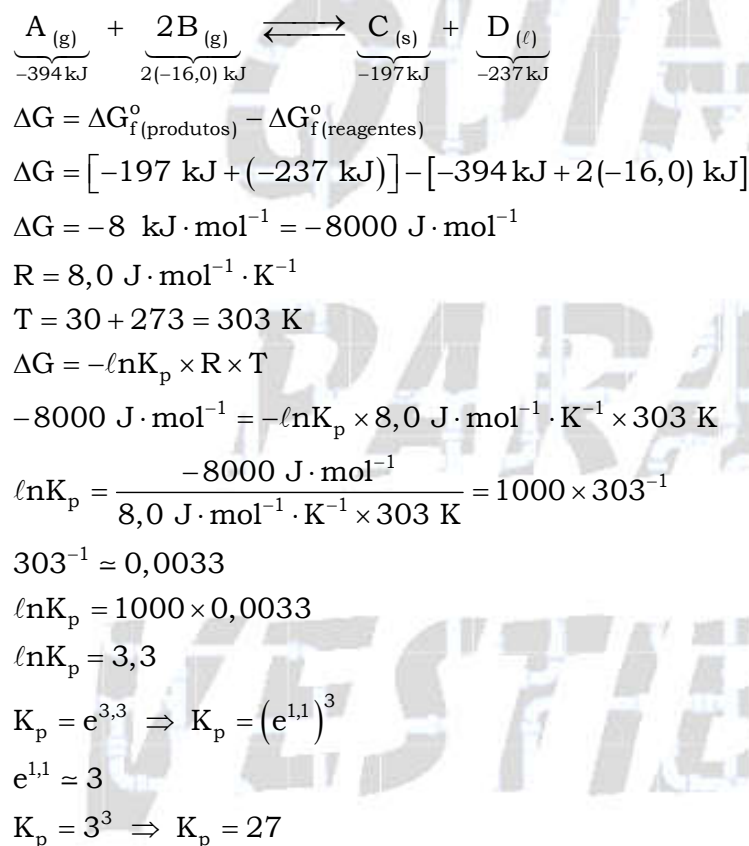 A (g) + 2B (g) ⇌ C (s) + D (ℓ)
−394 kJ 2(−16,0) kJ −197 kJ −237 kJ
ΔG = ΔG°f (produtos) − ΔG°f (reagentes)
ΔG = [−197 kJ + (−237 kJ)] − [−394 kJ + 2(−16,0) kJ]
ΔG = −8 kJ · mol⁻¹ = −8000 J · mol⁻¹
R = 8,0 J · mol⁻¹ · K⁻¹
T = 30 + 273 = 303 K
ΔG = −ℓnKp × R × T
−8000 J · mol⁻¹ = −ℓnKp × 8,0 J · mol⁻¹ · K⁻¹ × 303 K
ℓnKp = −8000 J · mol⁻¹ / 8,0 J · mol⁻¹ · K⁻¹ × 303 K = 1000 × 303⁻¹
303⁻¹ ≃ 0,0033
ℓnKp = 1000 × 0,0033
ℓnKp = 3,3
Kp = e^3,3 ⇒ Kp = (e^1,1)^3
e^1,1 ≃ 3
Kp = 3³ ⇒ Kp = 27